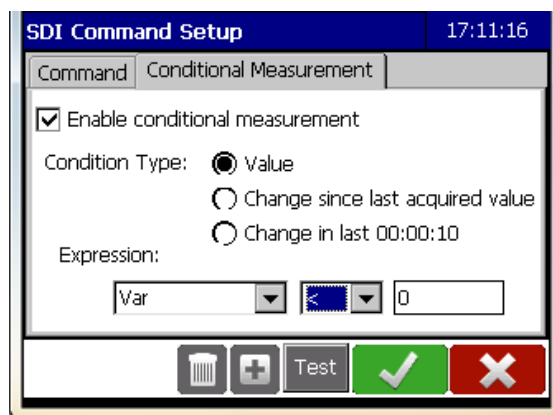 SDI Command Setup 17:11:16
Command Conditional Measurement
Enable conditional measurement
Condition Type: Value
Change since last acquired value
Change in last 00:00:10
Expression:
Var < 0
Test